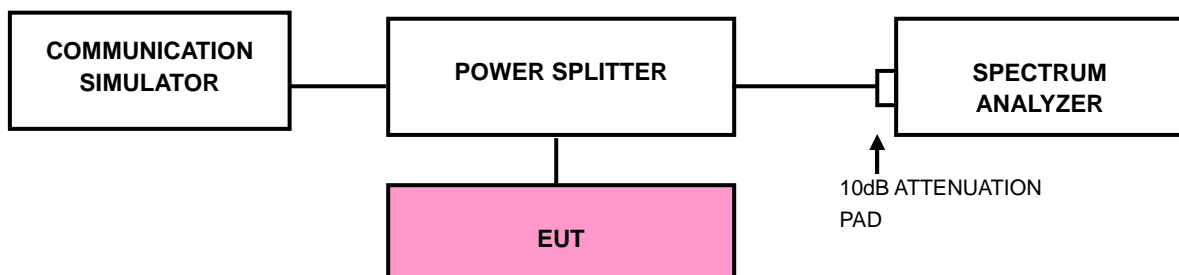 COMMUNICATION
SIMULATOR
POWER SPLITTER
SPECTRUM
ANALYZER
10dB ATTENUATION
PAD
EUT